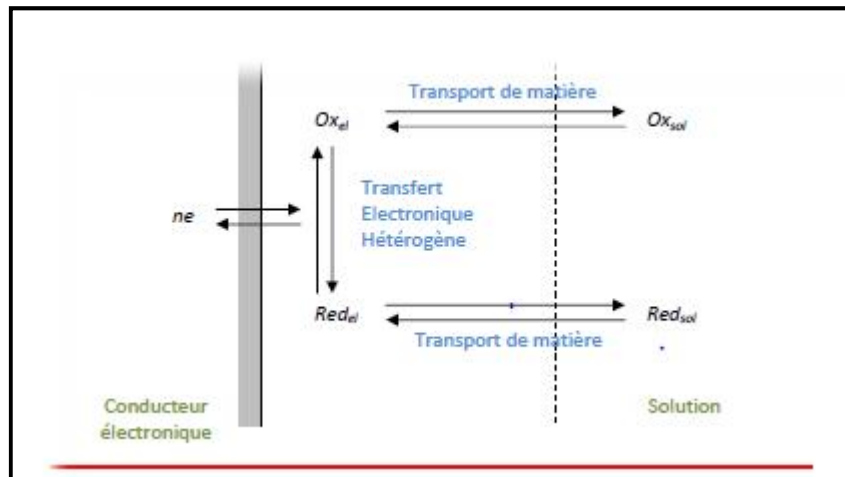 Transport de matière
Ox_el
Ox_sol
Transfert
Electronique
Hétérogène
ne
Red_el
Red_sol
Transport de matière
Conducteur
électronique
Solution